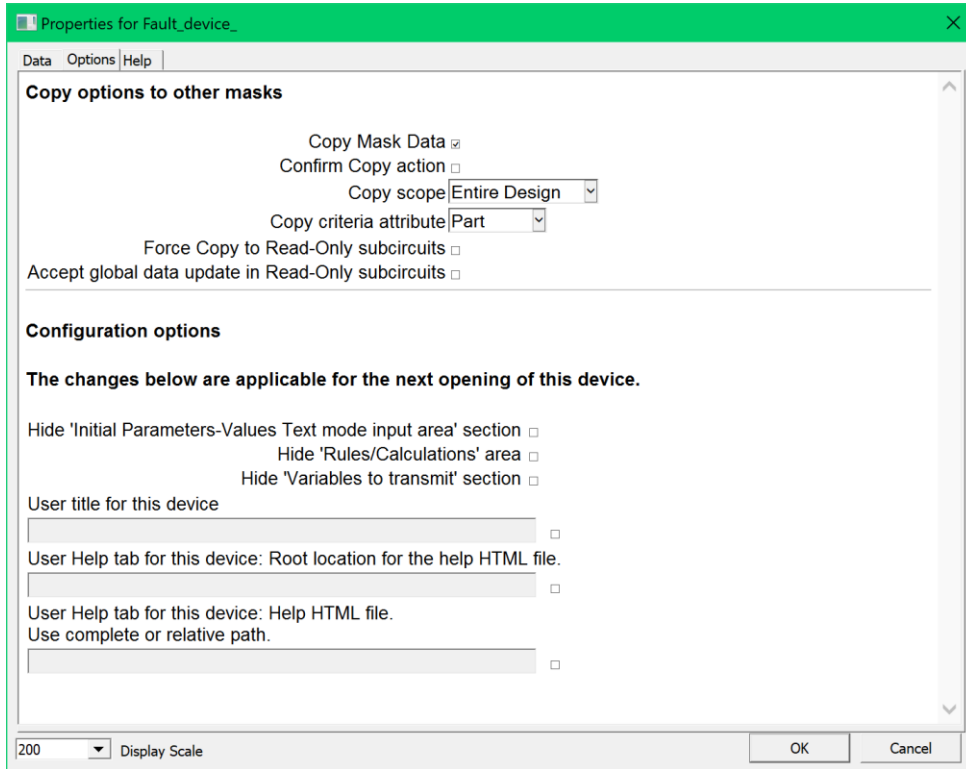 Properties for Fault_device_
Data Options Help
Copy options to other masks
Copy Mask Data
Confirm Copy action
Copy scope Entire Design
Copy criteria attribute Part
Force Copy to Read-Only subcircuits
Accept global data update in Read-Only subcircuits
Configuration options
The changes below are applicable for the next opening of this device.
Hide 'Initial Parameters-Values Text mode input area' section
Hide 'Rules/Calculations' area
Hide 'Variables to transmit' section
User title for this device
User Help tab for this device: Root location for the help HTML file.
User Help tab for this device: Help HTML file.
Use complete or relative path.
200 Display Scale OK Cancel